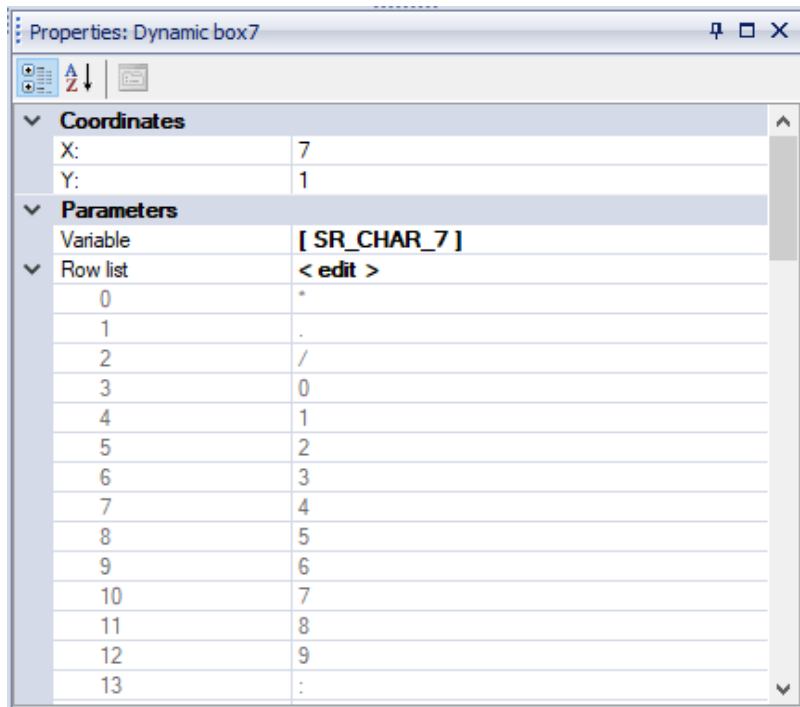 Properties: Dynamic box7
A
Z
Coordinates
X: 7
Y: 1
Parameters
Variable [ SR_CHAR_7 ]
Row list < edit >
0 *
1 .
2 /
3 0
4 1
5 2
6 3
7 4
8 5
9 6
10 7
11 8
12 9
13 :